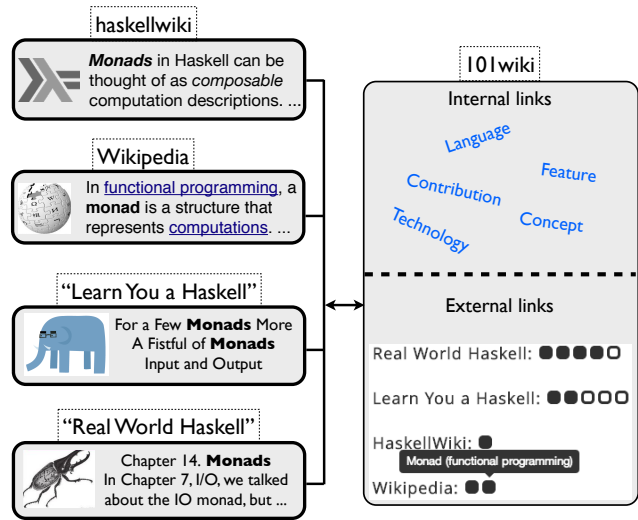 haskellwiki
Monads in Haskell can be
thought of as composable
computation descriptions. ...
Wikipedia
In functional programming, a
monad is a structure that
represents computations. ...
“Learn You a Haskell”
For a Few Monads More
A Fistful of Monads
Input and Output
“Real World Haskell”
Chapter 14. Monads
In Chapter 7, I/O, we talked
about the IO monad, but ...
101wiki
Internal links
Language
Feature
Contribution
Concept
Technology
External links
Real World Haskell:
Learn You a Haskell:
HaskellWiki:
Monad (functional programming)
Wikipedia: